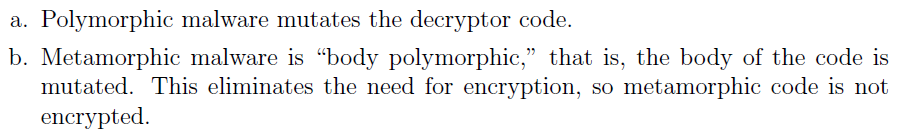 a. Polymorphic malware mutates the decryptor code.
b. Metamorphic malware is “body polymorphic,” that is, the body of the code is
mutated. This eliminates the need for encryption, so metamorphic code is not
encrypted.